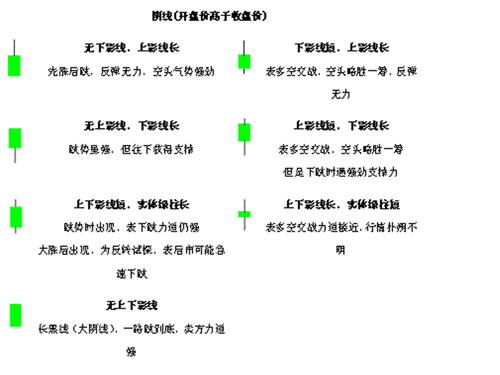 阴线(开盘价高于收盘价)
无下影线，上影线长
先涨后跌，反弹无力，空头气势强劲
下影线短，上影线长
表多空交战，空头略胜一筹，反弹
无力
无上影线，下影线长
跌势虽强，但往下获得支撑
上影线短，下影线长
表多空交战，空头略胜一筹
但是下跌时遇强劲支撑力
上下影线短，实体绿柱长
跌势时出现，表下跌力道仍强
大涨后出现，为反转试探，表后市可能急
速下跌
上下影线长，实体绿柱短
表多空交战力道接近，行情扑朔不
明
无上下影线
长黑线（大阴线），一路跌到底，卖方力道
强